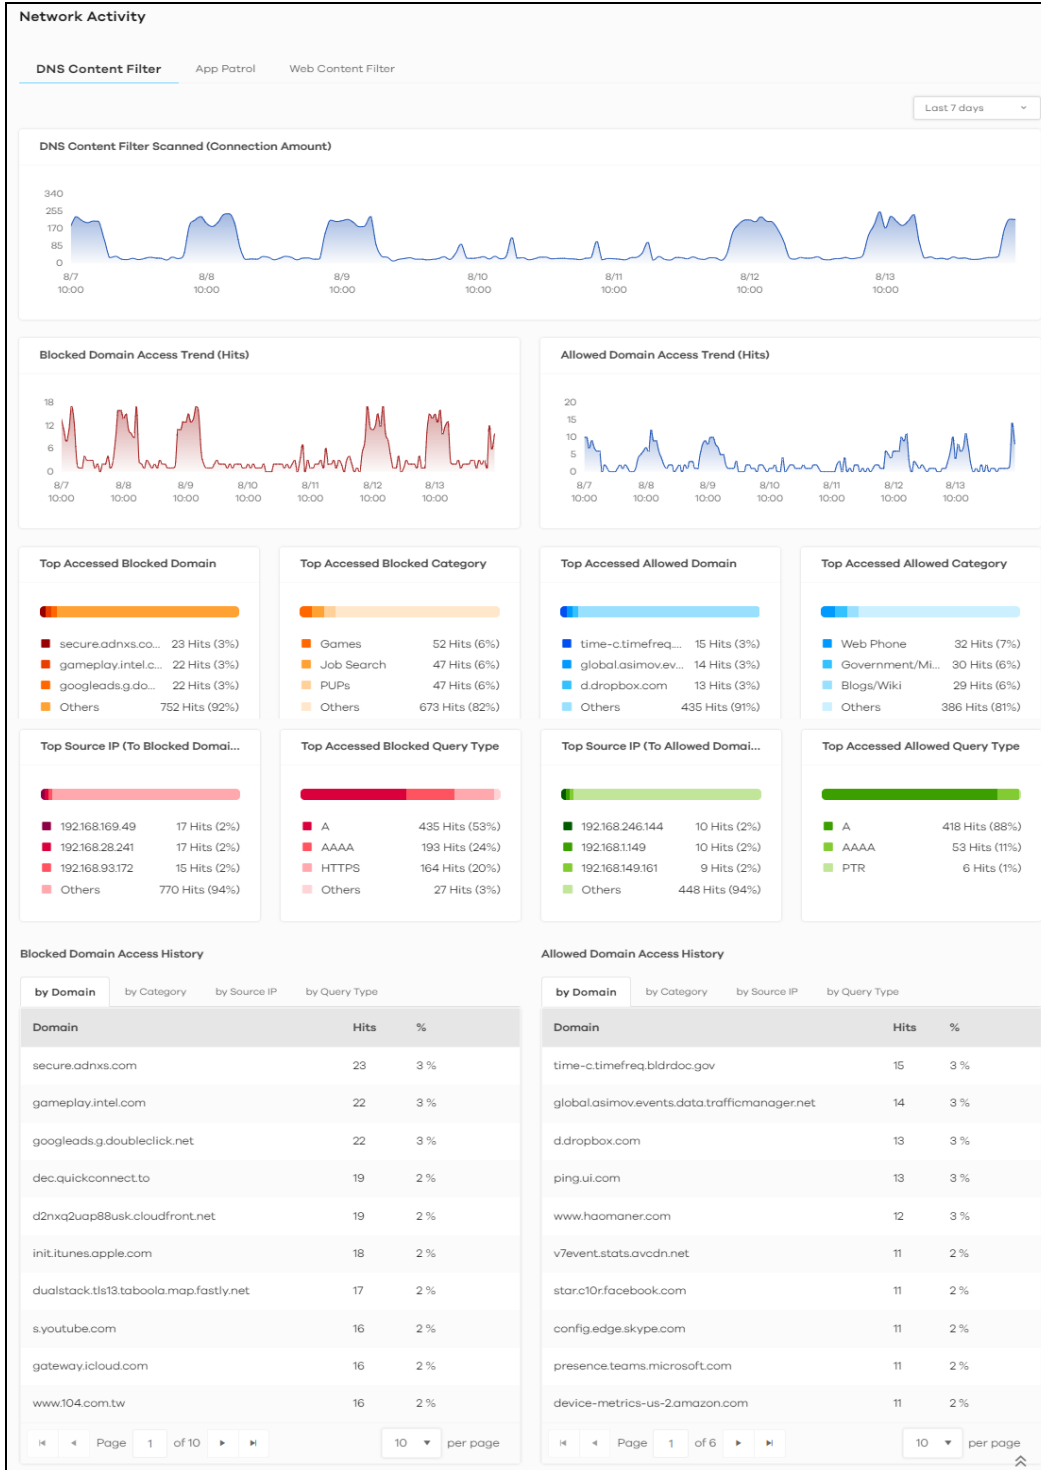 Network Activity
DNS Content Filter App Patrol Web Content Filter
Last 7 days
DNS Content Filter Scanned (Connection Amount)
340
255
170
85
0
8/7 8/8 8/9 8/10 8/11 8/12 8/13
10:00 10:00 10:00 10:00 10:00 10:00 10:00
Blocked Domain Access Trend (Hits)
18
12
6
0
8/7 8/8 8/9 8/10 8/11 8/12 8/13
10:00 10:00 10:00 10:00 10:00 10:00 10:00
Allowed Domain Access Trend (Hits)
20
15
10
5
0
8/7 8/8 8/9 8/10 8/11 8/12 8/13
10:00 10:00 10:00 10:00 10:00 10:00 10:00
Top Accessed Blocked Domain
secure.adnxs.co... 23 Hits (3%)
gameplay.intel.c... 22 Hits (3%)
googleads.g.do... 22 Hits (3%)
Others 752 Hits (92%)
Top Accessed Blocked Category
Games 52 Hits (6%)
Job Search 47 Hits (6%)
PUPs 47 Hits (6%)
Others 673 Hits (82%)
Top Accessed Allowed Domain
time-c.timefreq.... 15 Hits (3%)
global.asimov.ev... 14 Hits (3%)
d.dropbox.com 13 Hits (3%)
Others 435 Hits (91%)
Top Accessed Allowed Category
Web Phone 32 Hits (7%)
Government/Mi... 30 Hits (6%)
Blogs/Wiki 29 Hits (6%)
Others 386 Hits (81%)
Top Source IP (To Blocked Domai...
192.168.169.49 17 Hits (2%)
192.168.28.241 17 Hits (2%)
192.168.93.172 15 Hits (2%)
Others 770 Hits (94%)
Top Accessed Blocked Query Type
A 435 Hits (53%)
AAAA 193 Hits (24%)
HTTPS 164 Hits (20%)
Others 27 Hits (3%)
Top Source IP (To Allowed Domai...
192.168.246.144 10 Hits (2%)
192.168.1.149 10 Hits (2%)
192.168.149.161 9 Hits (2%)
Others 448 Hits (94%)
Top Accessed Allowed Query Type
A 418 Hits (88%)
AAAA 53 Hits (11%)
PTR 6 Hits (1%)
Blocked Domain Access History
by Domain by Category by Source IP by Query Type
Domain Hits %
secure.adnxs.com 23 3 %
gameplay.intel.com 22 3 %
googleads.g.doubleclick.net 22 3 %
dec.quickconnect.to 19 2 %
d2nxq2uap88usk.cloudfront.net 19 2 %
init.itunes.apple.com 18 2 %
dualstack.tls13.taboola.map.fastly.net 17 2 %
s.youtube.com 16 2 %
gateway.icloud.com 16 2 %
www.104.com.tw 16 2 %
Page 1 of 10 10 per page
Allowed Domain Access History
by Domain by Category by Source IP by Query Type
Domain Hits %
time-c.timefreq.bldrdoc.gov 15 3 %
global.asimov.events.data.trafficmanager.net 14 3 %
d.dropbox.com 13 3 %
ping.ui.com 13 3 %
www.haomaner.com 12 3 %
v7event.stats.avcdn.net 11 2 %
star.c10r.facebook.com 11 2 %
config.edge.skype.com 11 2 %
presence.teams.microsoft.com 11 2 %
device-metrics-us-2.amazon.com 11 2 %
Page 1 of 6 10 per page